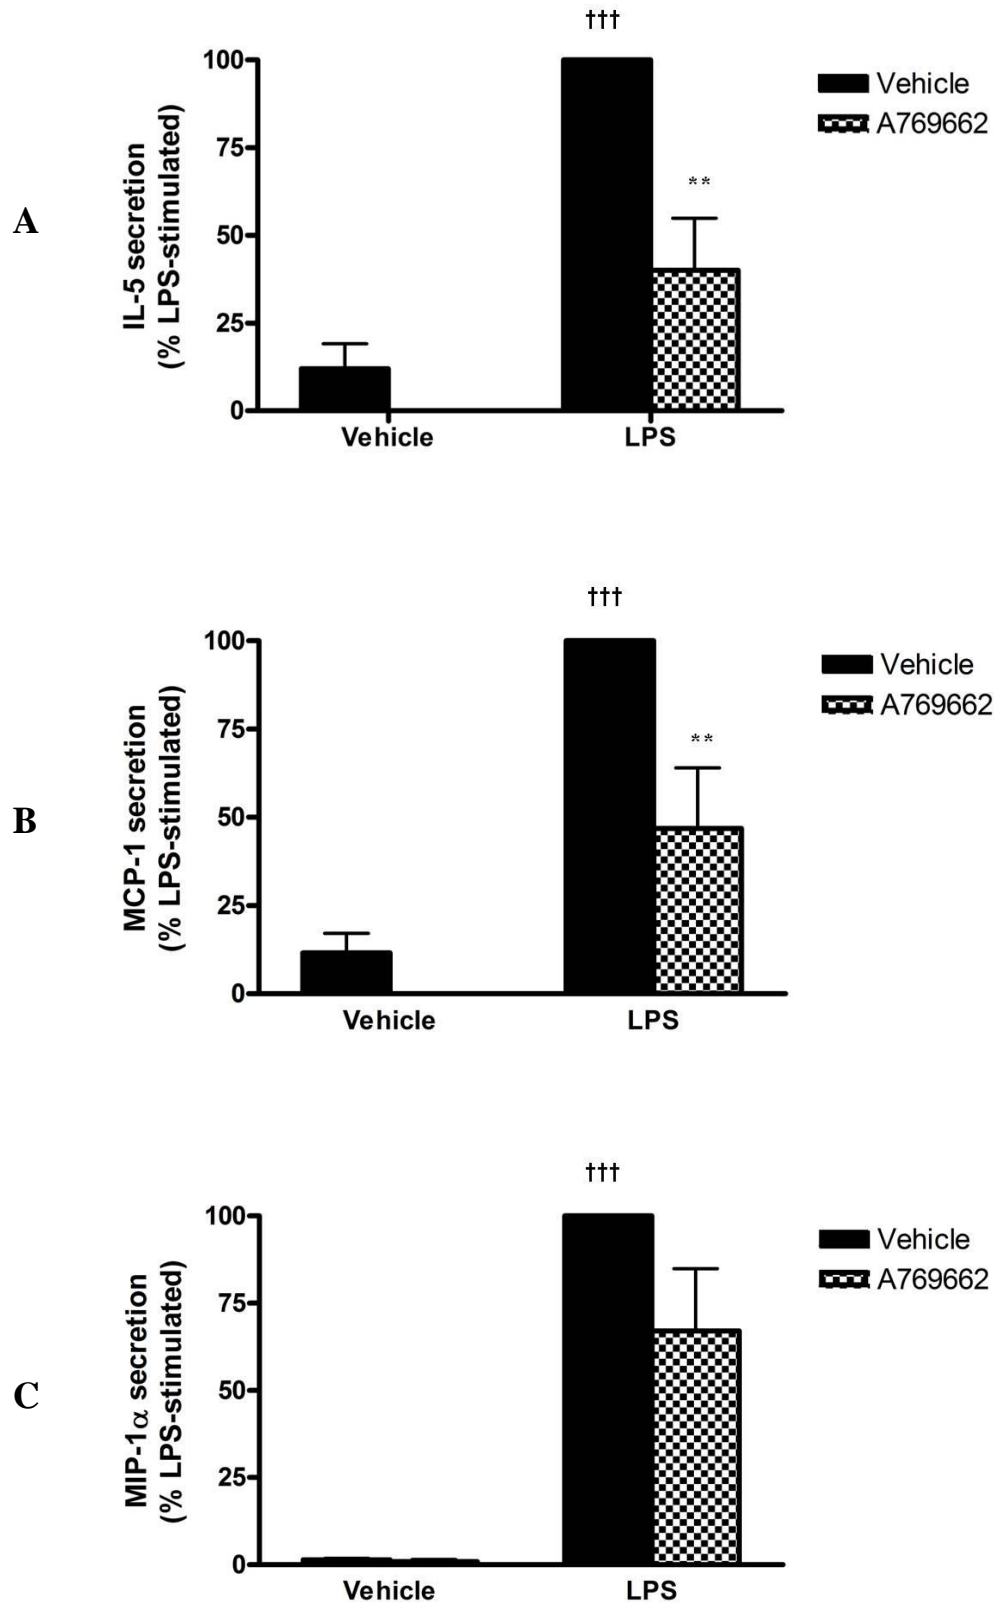 A
IL-5 secretion
(% LPS-stimulated)
†††
100
75
50
25
0
**
Vehicle
LPS
Vehicle
A769662
B
MCP-1 secretion
(% LPS-stimulated)
†††
100
75
50
25
0
**
Vehicle
LPS
Vehicle
A769662
C
MIP-1α secretion
(% LPS-stimulated)
†††
100
75
50
25
0
Vehicle
LPS
Vehicle
A769662